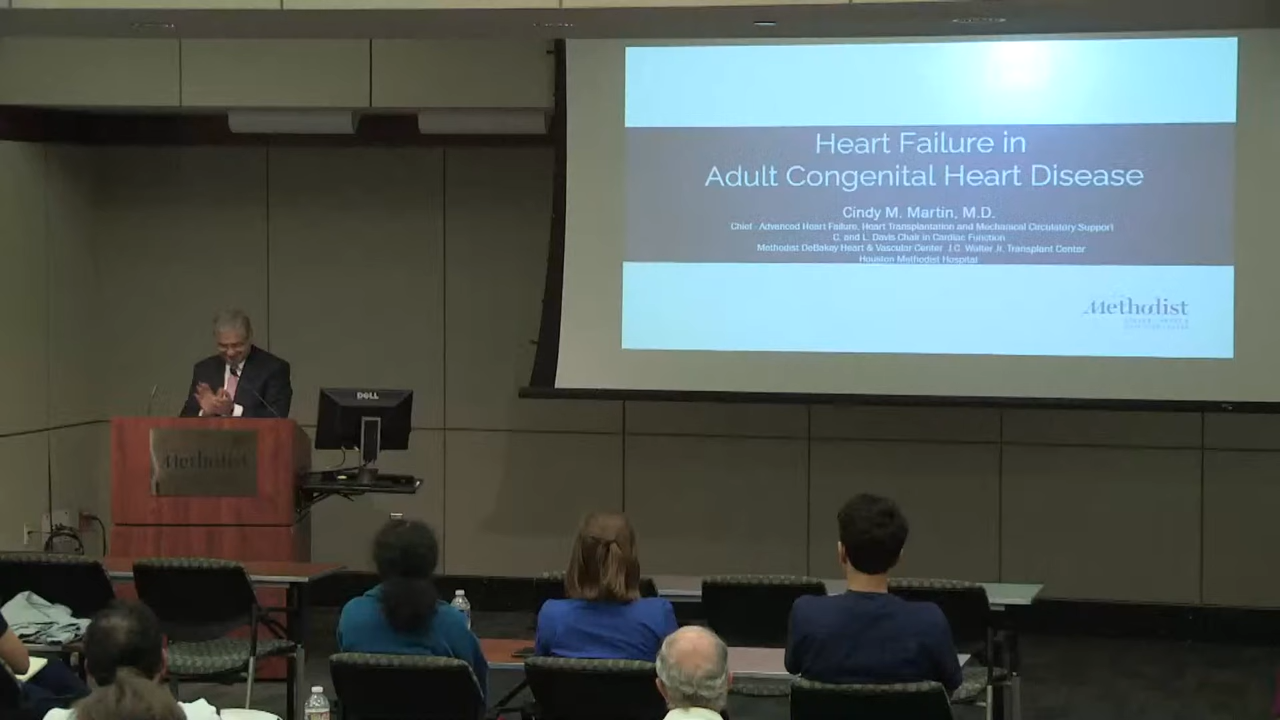 Heart Failure in
Adult Congenital Heart Disease
Cindy M. Martin, M.D.
Chief - Advanced Heart Failure, Heart Transplantation and Mechanical Circulatory Support
C. and L. Davis Chair in Cardiac Function
Methodist DeBakey Heart & Vascular Center J.C. Walter Jr. Transplant Center
Houston Methodist Hospital
Methodist
DELL
Methodist